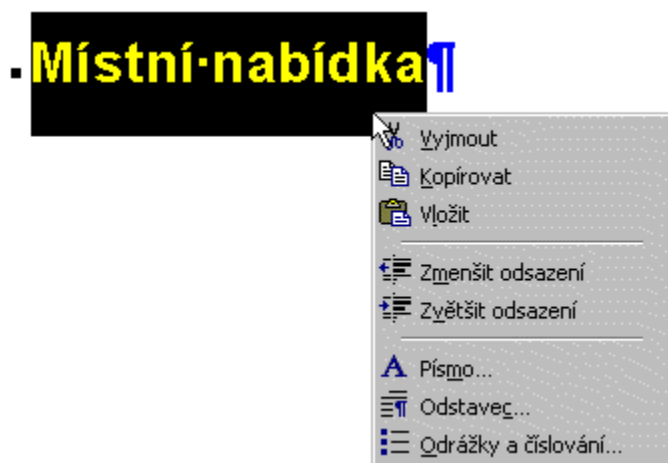 Místní·nabídka¶
Vyjmout
Kopírovat
Vložit
Zmenšit odsazení
Zvětšit odsazení
Písmo...
Odstavec...
Odrážky a číslování...